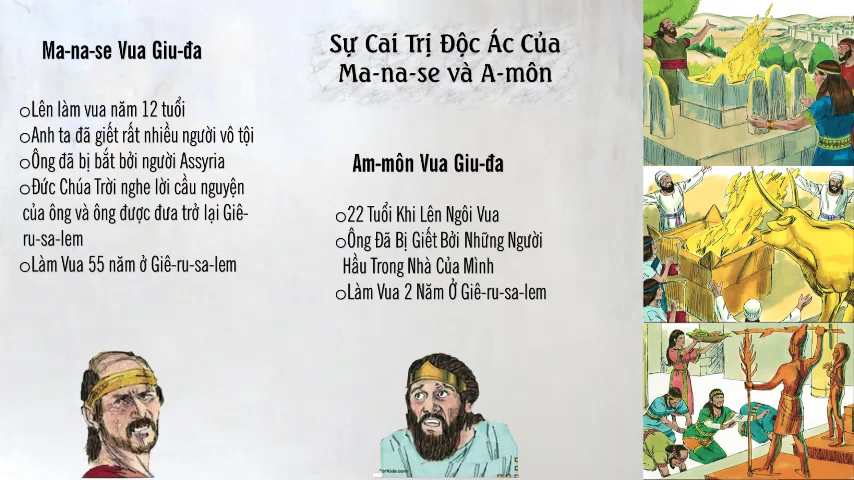 Ma-na-se Vua Giu-đa
oLên làm vua năm 12 tuổi
oAnh ta đã giết rất nhiều người vô tội
oÔng đã bị bắt bởi người Assyria
oĐức Chúa Trời nghe lời cầu nguyện
của ông và ông được đưa trở lại Giê-
ru-sa-lem
oLàm Vua 55 năm ở Giê-ru-sa-lem
Sự Cai Trị Độc Ác Của
Ma-na-se và A-môn
Am-môn Vua Giu-đa
o22 Tuổi Khi Lên Ngôi Vua
oÔng Đã Bị Giết Bởi Những Người
Hầu Trong Nhà Của Mình
oLàm Vua 2 Năm Ở Giê-ru-sa-lem